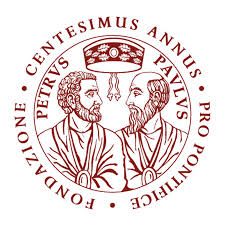 FONDAZIONE · CENTESIMUS ANNUS · PRO PONTIFICE ·
PETRVS
PAVLVS